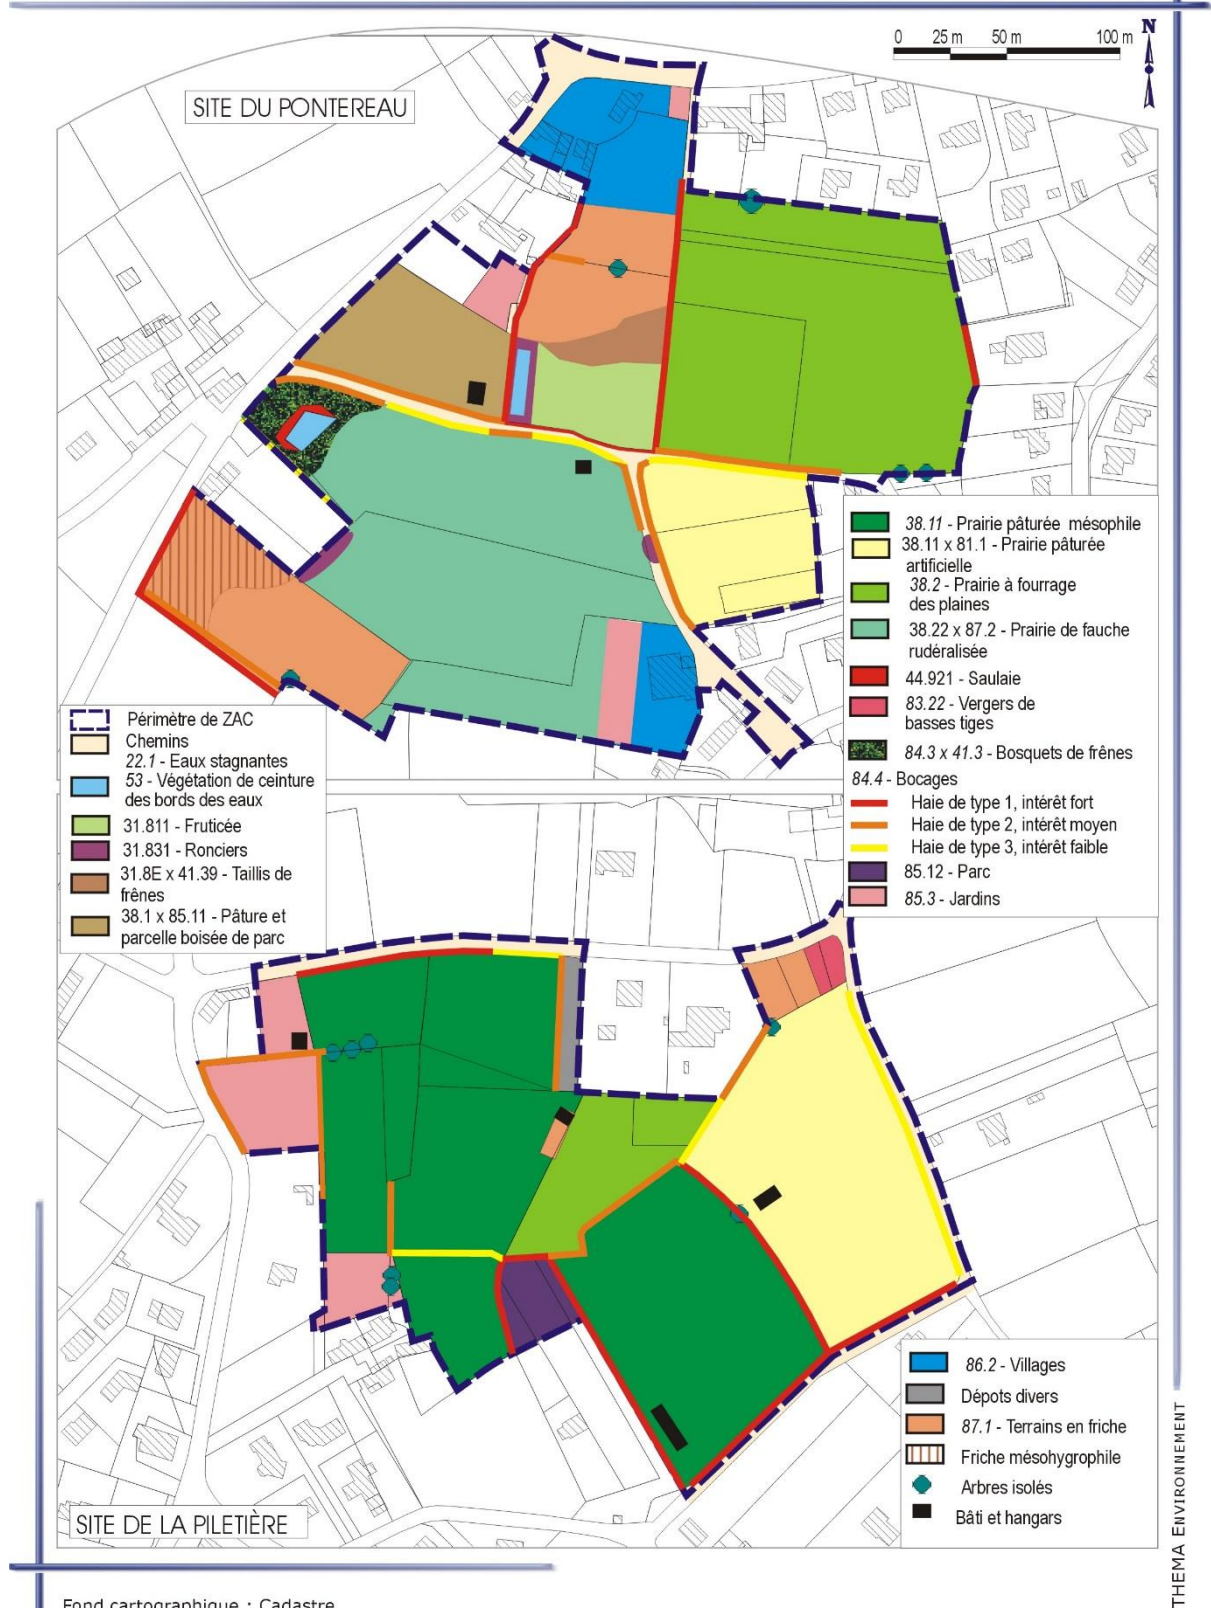 0 25 m 50 m 100 m
N
SITE DU PONTEREAU
38.11 - Prairie pâturée mésophile
38.11 x 81.1 - Prairie pâturée
artificielle
38.2 - Prairie à fourrage
des plaines
38.22 x 87.2 - Prairie de fauche
rudéralisée
44.921 - Saulaie
83.22 - Vergers de
basses tiges
84.3 x 41.3 - Bosquets de frênes
84.4 - Bocages
Haie de type 1, intérêt fort
Haie de type 2, intérêt moyen
Haie de type 3, intérêt faible
85.12 - Parc
85.3 - Jardins
Périmètre de ZAC
Chemins
22.1 - Eaux stagnantes
53 - Végétation de ceinture
des bords des eaux
31.811 - Fruticée
31.831 - Ronciers
31.8E x 41.39 - Taillis de
frênes
38.1 x 85.11 - Pâture et
parcelle boisée de parc
86.2 - Villages
Dépots divers
87.1 - Terrains en friche
Friche mésohygrophile
Arbres isolés
Bâti et hangars
SITE DE LA PILETIÈRE
THEMA ENVIRONNEMENT
Fond cartographique : Cadastre